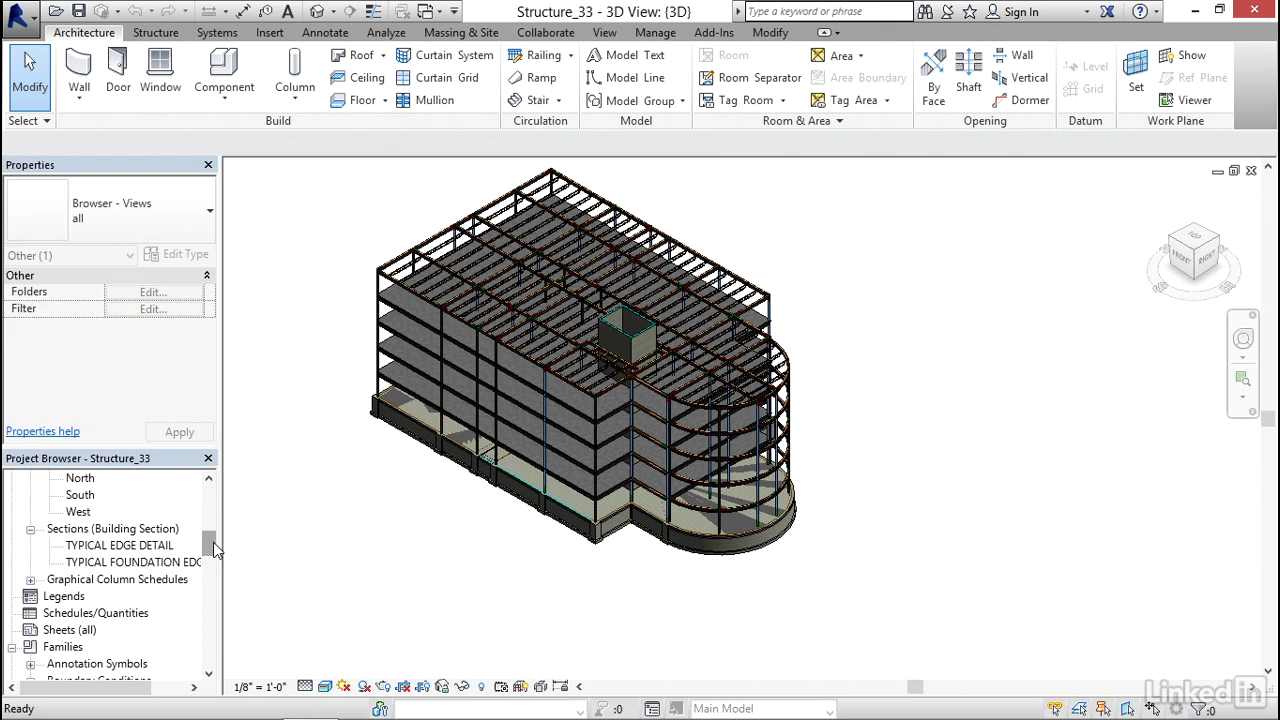 Structure_33 - 3D View: {3D}
Type a keyword or phrase
Sign In
Architecture Structure Systems Insert Annotate Analyze Massing & Site Collaborate View Manage Add-Ins Modify
Modify
Wall
Door
Window
Component
Column
Roof
Ceiling
Floor
Curtain System
Curtain Grid
Mullion
Railing
Ramp
Stair
Model Text
Model Line
Model Group
Room
Room Separator
Tag Room
Area
Area Boundary
Tag Area
By Face
Shaft
Wall
Vertical
Dormer
Level
Grid
Set
Show
Ref Plane
Viewer
Select Build Circulation Model Room & Area Opening Datum Work Plane
Properties
Browser - Views
all
Other (1)
Edit Type
Other
Folders Edit...
Filter Edit...
Properties help
Apply
Project Browser - Structure_33
North
South
West
Sections (Building Section)
TYPICAL EDGE DETAIL
TYPICAL FOUNDATION EDG
Graphical Column Schedules
Legends
Schedules/Quantities
Sheets (all)
Families
Annotation Symbols
TOP
FRONT
RIGHT
1/8" = 1'-0"
Ready
:0
Main Model
:0
Linked in